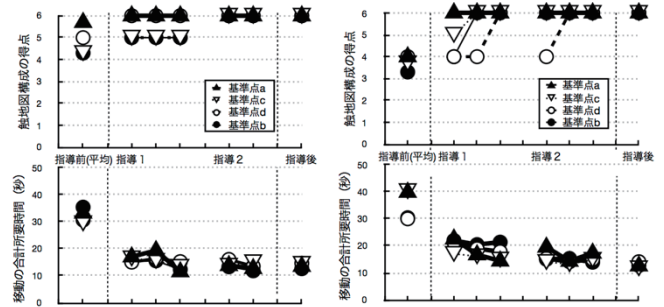 触地図構成の得点
6
5
4
3
2
1
0
▲ 基準点a
▽ 基準点c
○ 基準点d
● 基準点b
指導前(平均) 指導1 指導2 指導後
移動の合計所要時間(秒)
50
40
30
20
10
0
触地図構成の得点
6
5
4
3
2
1
0
▲ 基準点a
▽ 基準点c
○ 基準点d
● 基準点b
指導前(平均) 指導1 指導2 指導後
移動の合計所要時間(秒)
50
40
30
20
10
0